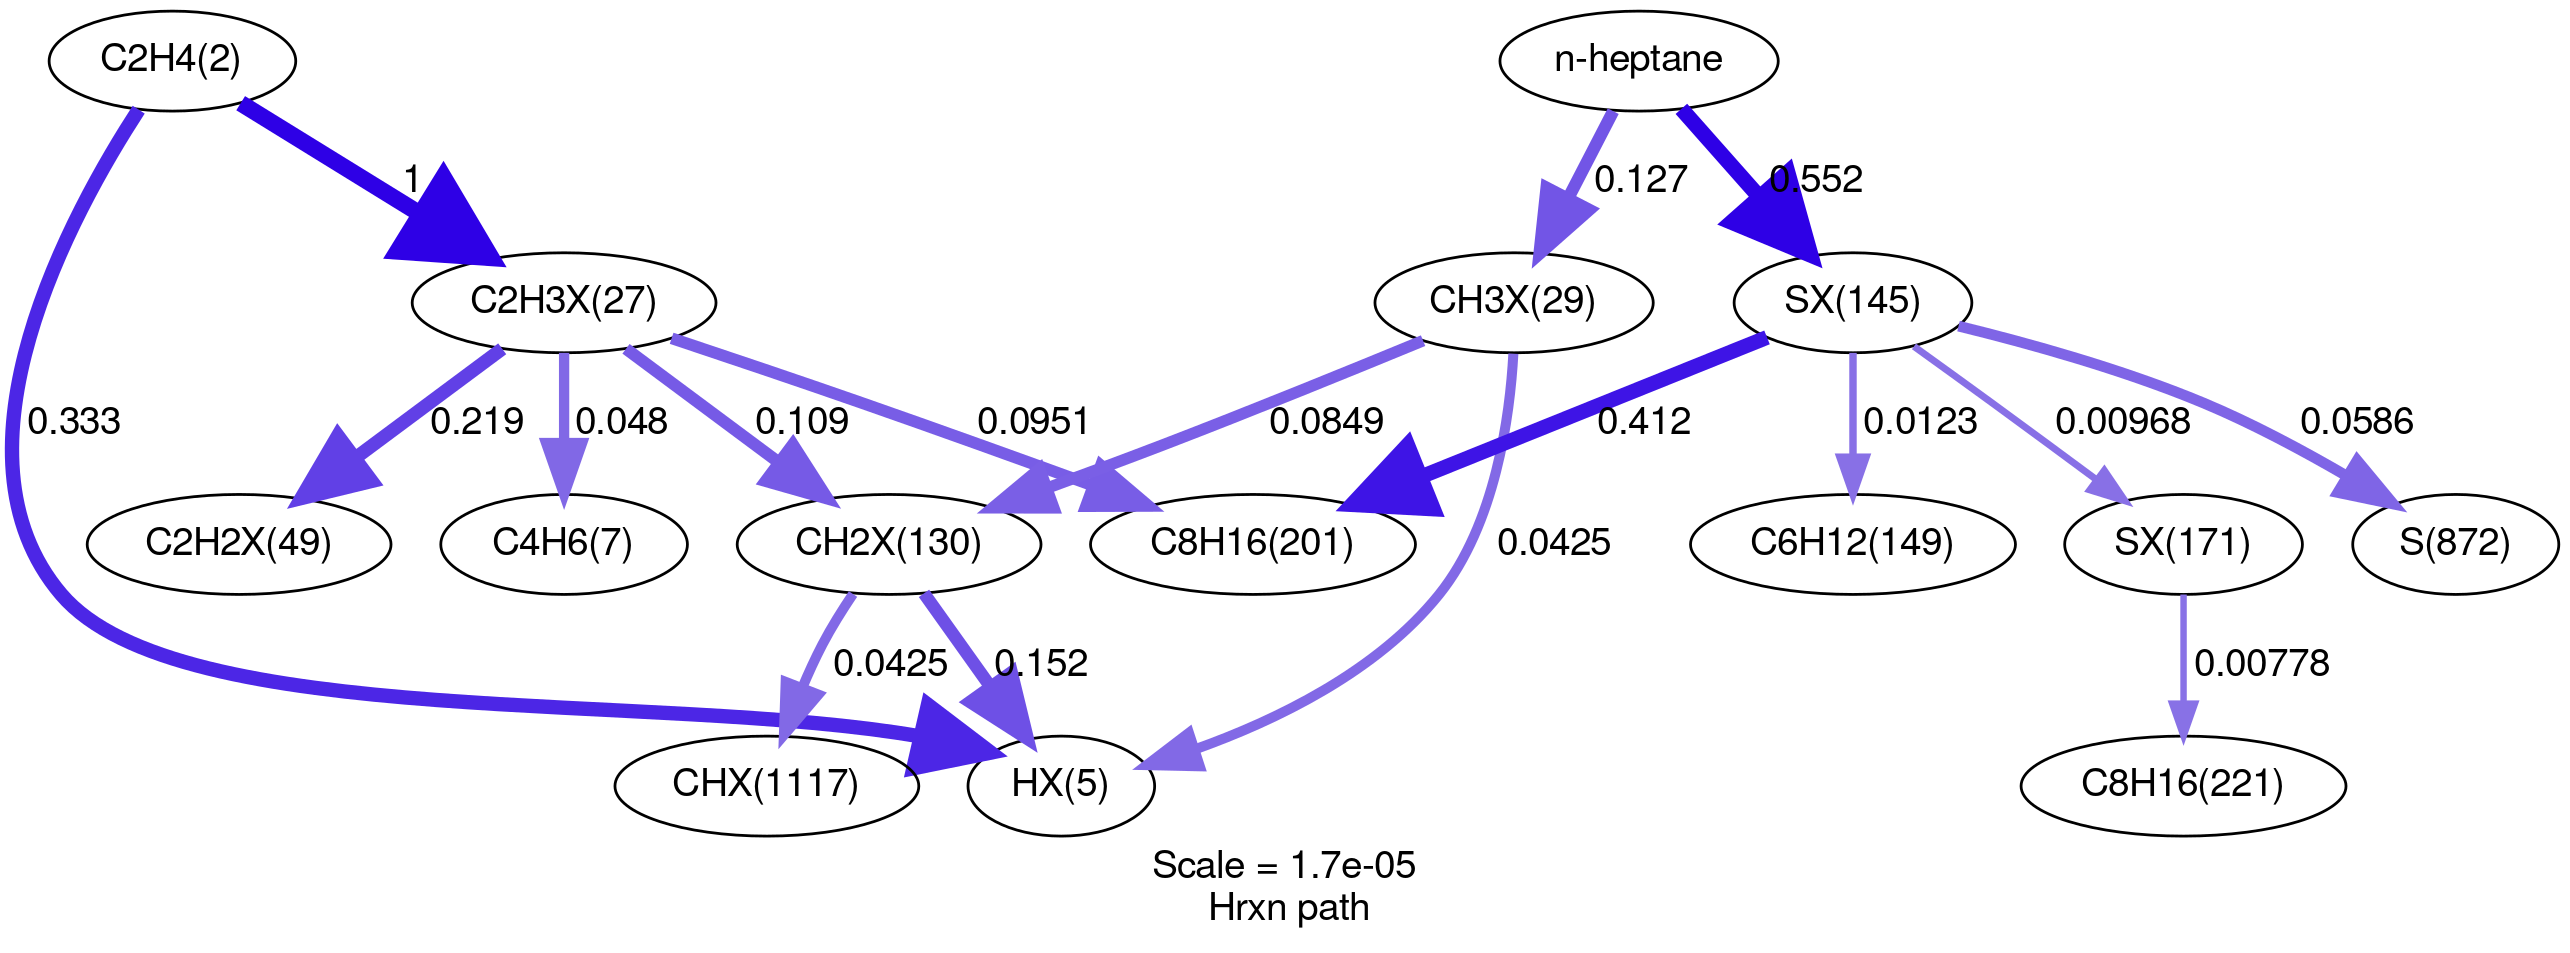 C2H4(2)
n-heptane
1
0.127
0.552
C2H3X(27)
CH3X(29)
SX(145)
0.333
0.219
0.048
0.109
0.0951
0.0849
0.412
0.0123
0.00968
0.0586
C2H2X(49)
C4H6(7)
CH2X(130)
C8H16(201)
0.0425
C6H12(149)
SX(171)
S(872)
0.0425
0.152
0.00778
CHX(1117)
HX(5)
C8H16(221)
Scale = 1.7e-05
Hrxn path